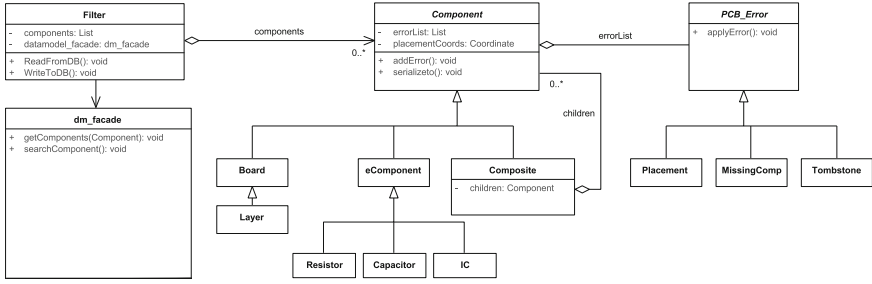 Filter
- components: List
- datamodel_facade: dm_facade
+ ReadFromDB(): void
+ WriteToDB(): void
components
0..*
Component
- errorList: List
- placementCoords: Coordinate
+ addError(): void
+ serializeto(): void
errorList
PCB_Error
+ applyError(): void
0..*
children
dm_facade
+ getComponents(Component): void
+ searchComponent(): void
Board
eComponent
Composite
- children: Component
Placement
MissingComp
Tombstone
Layer
Resistor
Capacitor
IC